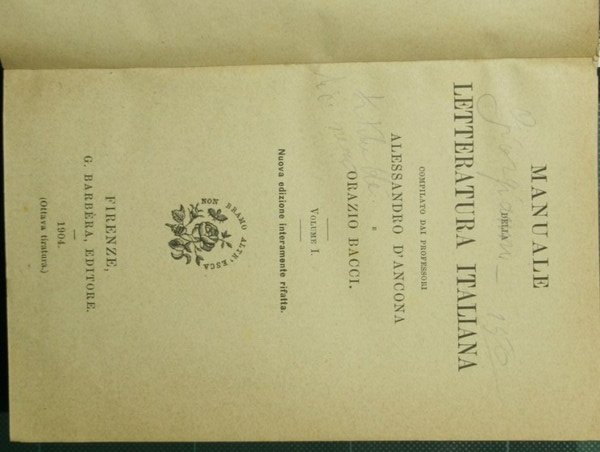 MANUALE
DELLA
LETTERATURA ITALIANA
COMPILATO DAI PROFESSORI
ALESSANDRO D'ANCONA
E
ORAZIO BACCI.
VOLUME I.
Nuova edizione interamente rifatta.
NON BRAMO ALTR'ESCA
FIRENZE,
G. BARBÈRA, EDITORE.
1904.
(Ottava tiratura.)